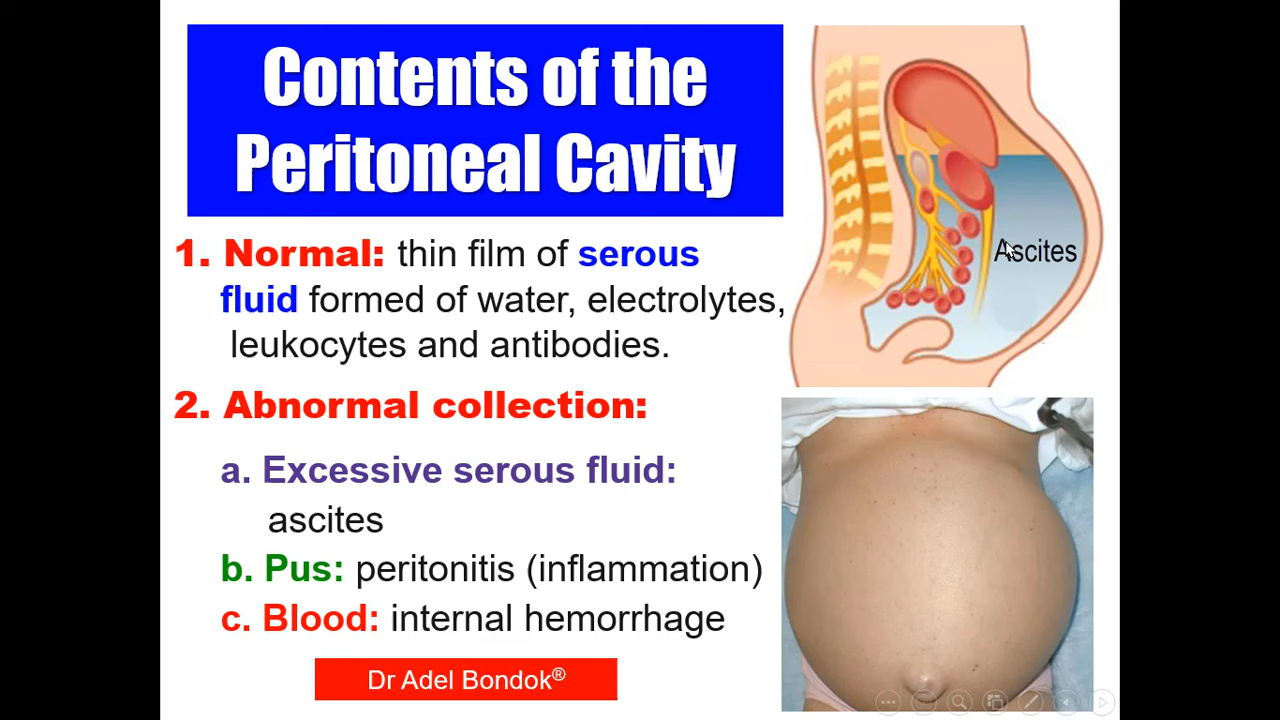 Contents of the
Peritoneal Cavity
1. Normal: thin film of serous
fluid formed of water, electrolytes,
leukocytes and antibodies.
2. Abnormal collection:
a. Excessive serous fluid:
ascites
b. Pus: peritonitis (inflammation)
c. Blood: internal hemorrhage
Dr Adel Bondok®
Ascites